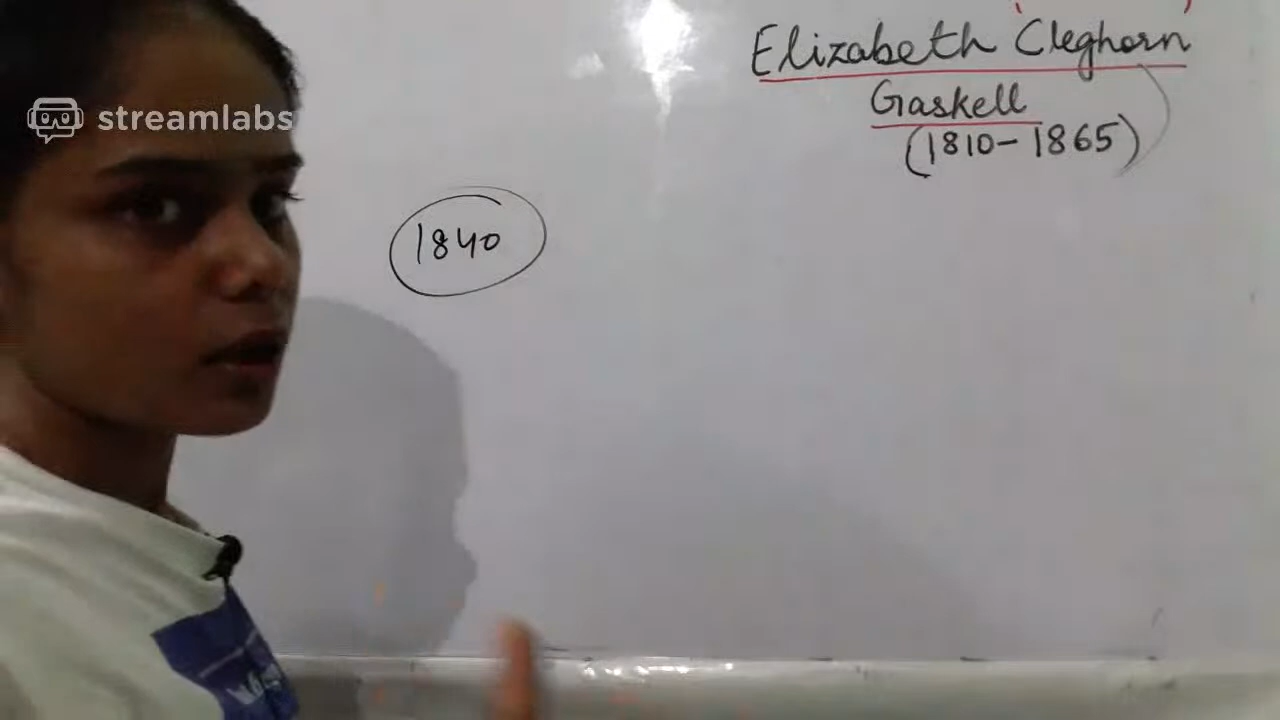 Elizabeth Cleghorn
Gaskell
(1810-1865)
streamlabs
1840